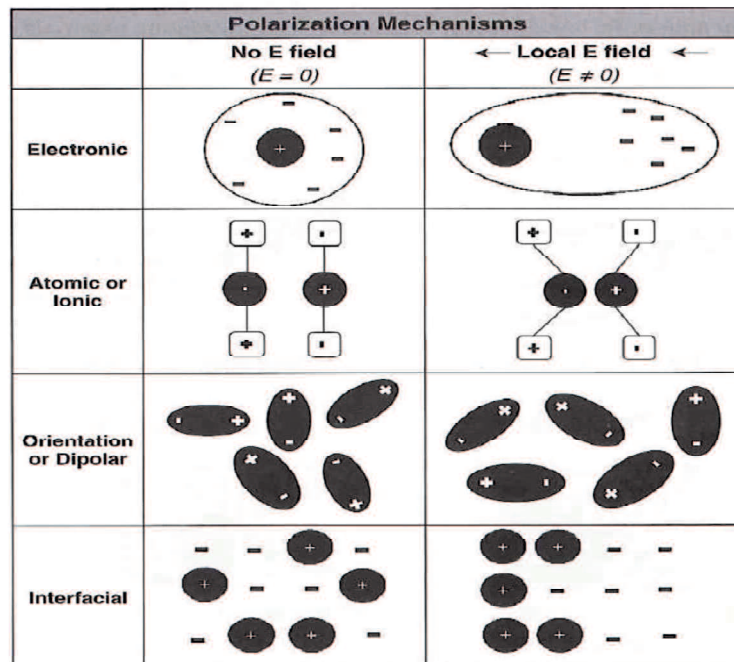 Polarization Mechanisms
No E field
(E = 0)
← Local E field ←
(E ≠ 0)
Electronic
Atomic or
Ionic
Orientation
or Dipolar
Interfacial